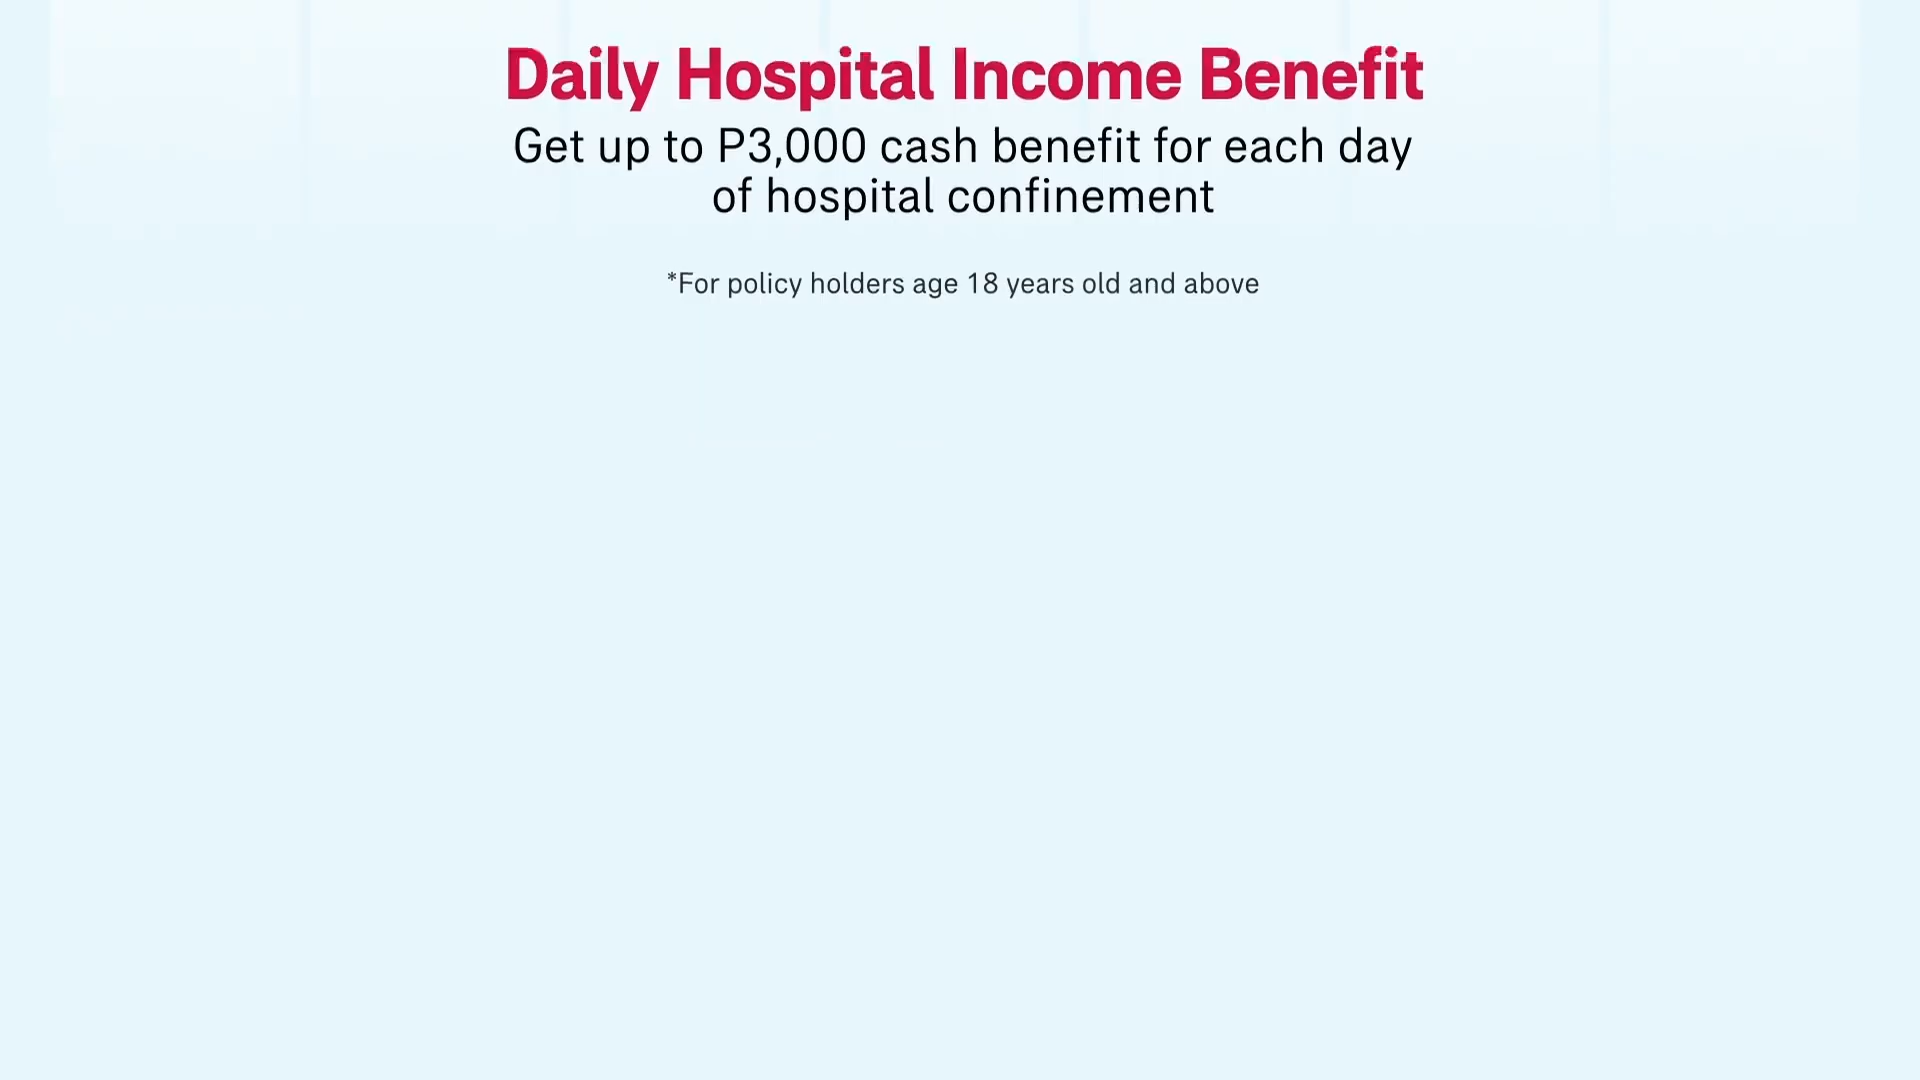 Daily Hospital Income Benefit
Get up to P3,000 cash benefit for each day
of hospital confinement
*For policy holders age 18 years old and above